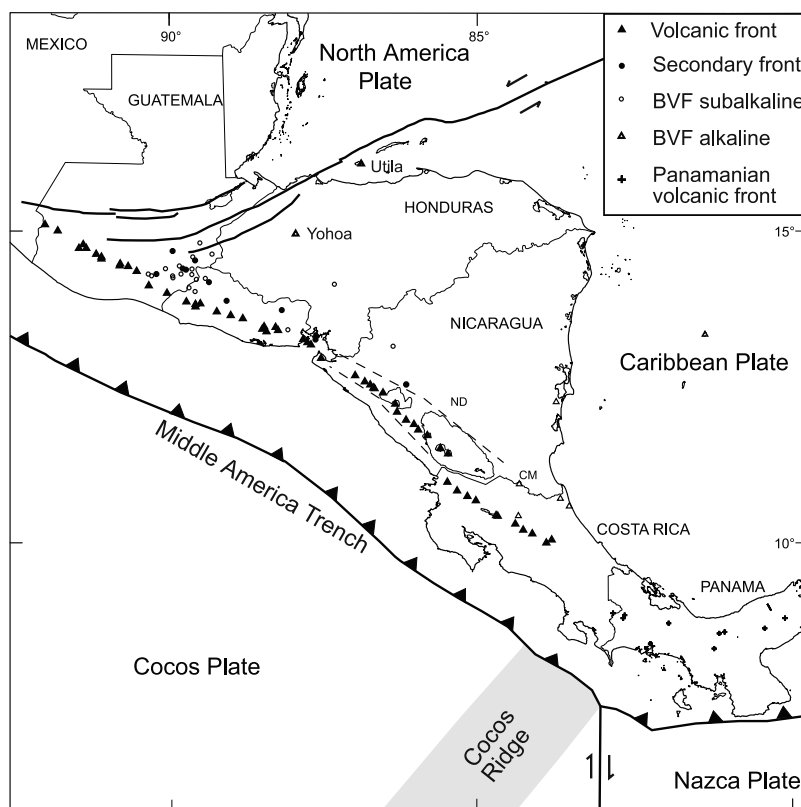 90°
85°
MEXICO
North America
Plate
GUATEMALA
Volcanic front
Secondary front
BVF subalkaline
BVF alkaline
Panamanian
volcanic front
Utila
HONDURAS
Yohoa
15°
NICARAGUA
Caribbean Plate
ND
Middle America Trench
CM
COSTA RICA
10°
PANAMA
Cocos Plate
Cocos
Ridge
Nazca Plate